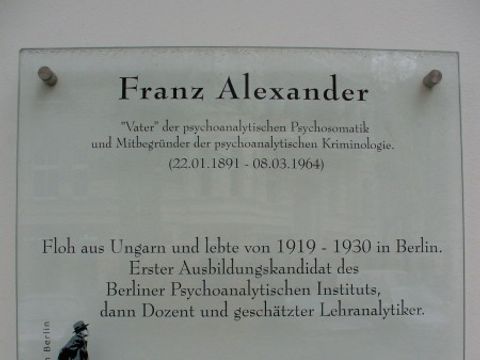 Franz Alexander
"Vater" der psychoanalytischen Psychosomatik
und Mitbegründer der psychoanalytischen Kriminologie.
(22.01.1891 - 08.03.1964)
Floh aus Ungarn und lebte von 1919 - 1930 in Berlin.
Erster Ausbildungskandidat des
Berliner Psychoanalytischen Instituts,
dann Dozent und geschätzter Lehranalytiker.
Berlin